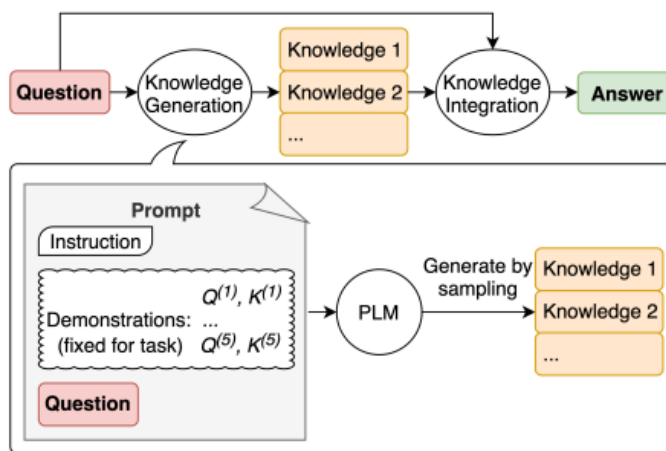 Question
Knowledge
Generation
Knowledge 1
Knowledge 2
...
Knowledge
Integration
Answer
Prompt
Instruction
Q(1), K(1)
Demonstrations: ...
(fixed for task) Q(5), K(5)
Question
PLM
Generate by
sampling
Knowledge 1
Knowledge 2
...